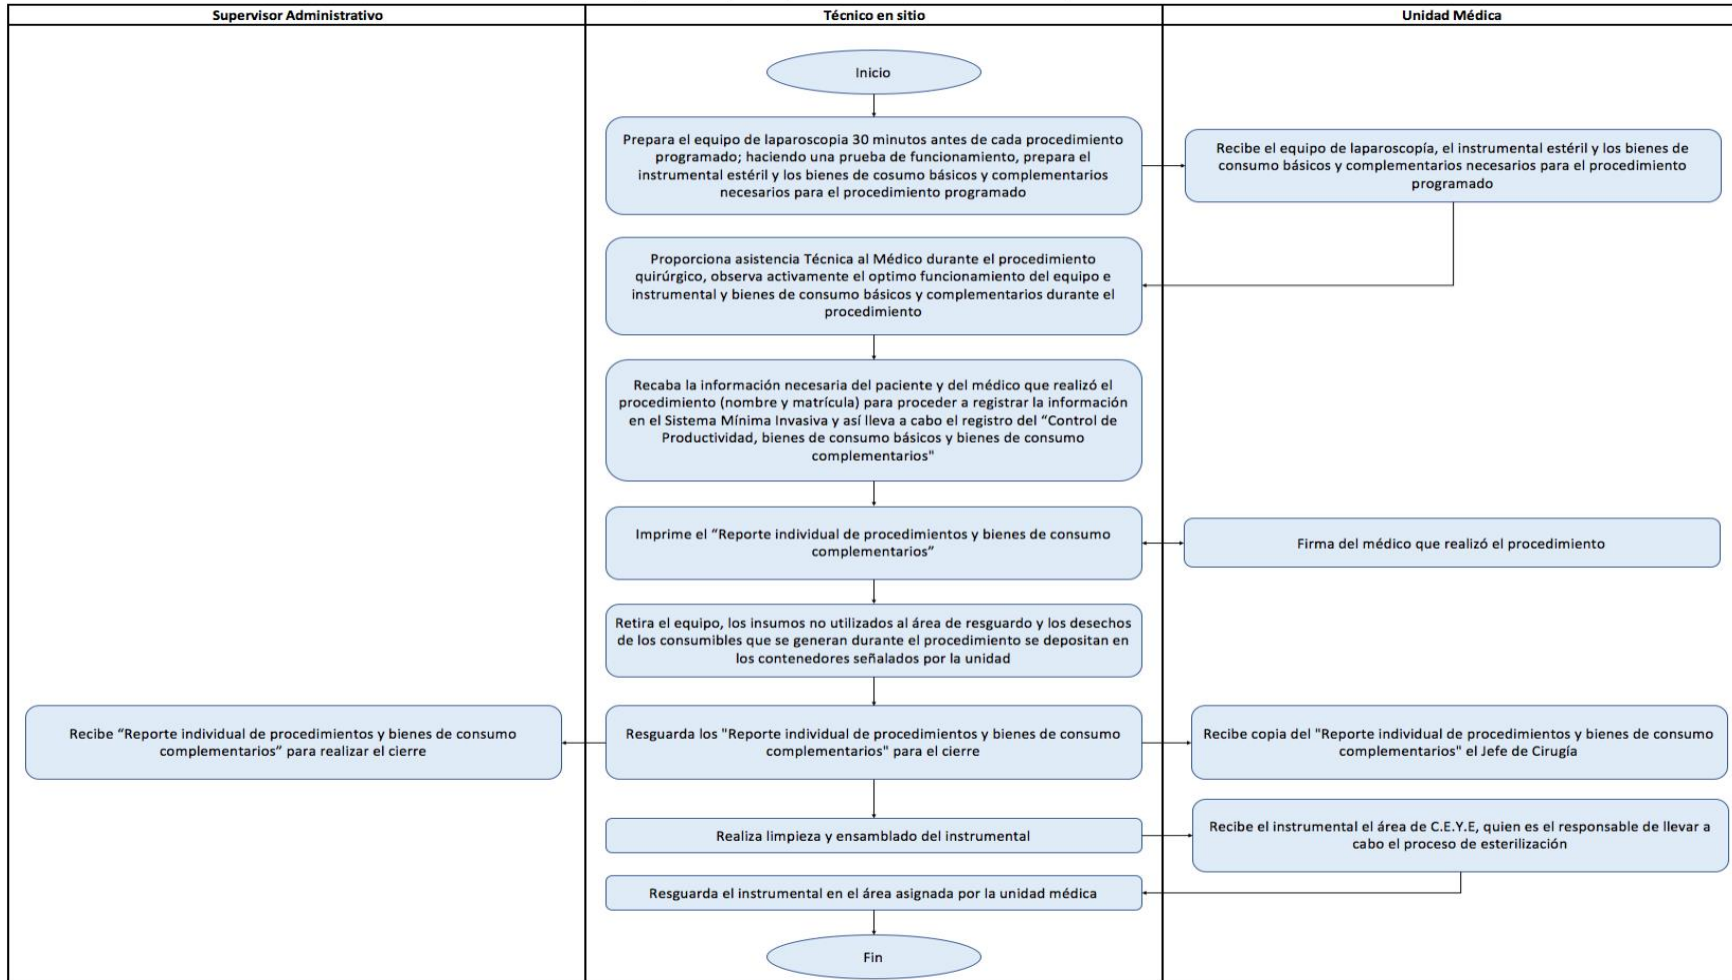 Supervisor Administrativo
Técnico en sitio
Unidad Médica
Inicio
Prepara el equipo de laparoscopia 30 minutos antes de cada procedimiento
programado; haciendo una prueba de funcionamiento, prepara el
instrumental estéril y los bienes de cosumo básicos y complementarios
necesarios para el procedimiento programado
Recibe el equipo de laparoscopía, el instrumental estéril y los bienes de
consumo básicos y complementarios necesarios para el procedimiento
programado
Proporciona asistencia Técnica al Médico durante el procedimiento
quirúrgico, observa activamente el optimo funcionamiento del equipo e
instrumental y bienes de consumo básicos y complementarios durante el
procedimiento
Recaba la información necesaria del paciente y del médico que realizó el
procedimiento (nombre y matrícula) para proceder a registrar la información
en el Sistema Mínima Invasiva y así lleva a cabo el registro del “Control de
Productividad, bienes de consumo básicos y bienes de consumo
complementarios"
Imprime el “Reporte individual de procedimientos y bienes de consumo
complementarios”
Firma del médico que realizó el procedimiento
Retira el equipo, los insumos no utilizados al área de resguardo y los desechos
de los consumibles que se generan durante el procedimiento se depositan en
los contenedores señalados por la unidad
Recibe “Reporte individual de procedimientos y bienes de consumo
complementarios” para realizar el cierre
Resguarda los "Reporte individual de procedimientos y bienes de consumo
complementarios" para el cierre
Recibe copia del "Reporte individual de procedimientos y bienes de consumo
complementarios" el Jefe de Cirugía
Realiza limpieza y ensamblado del instrumental
Recibe el instrumental el área de C.E.Y.E, quien es el responsable de llevar a
cabo el proceso de esterilización
Resguarda el instrumental en el área asignada por la unidad médica
Fin